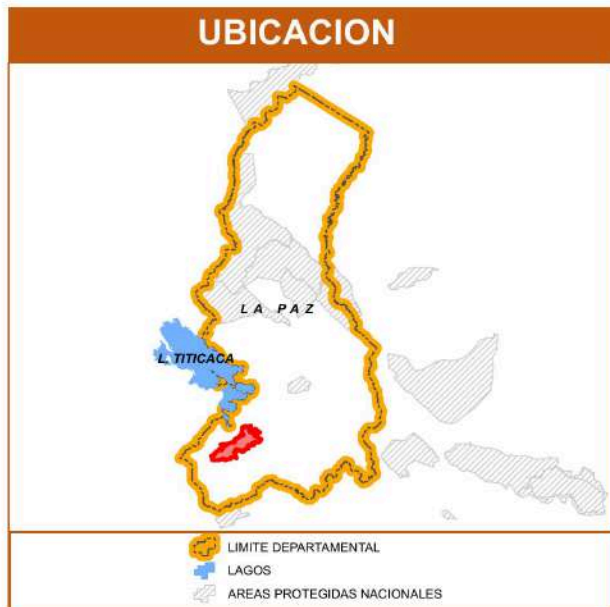 UBICACION
LA PAZ
L. TITICACA
LIMITE DEPARTAMENTAL
LAGOS
AREAS PROTEGIDAS NACIONALES